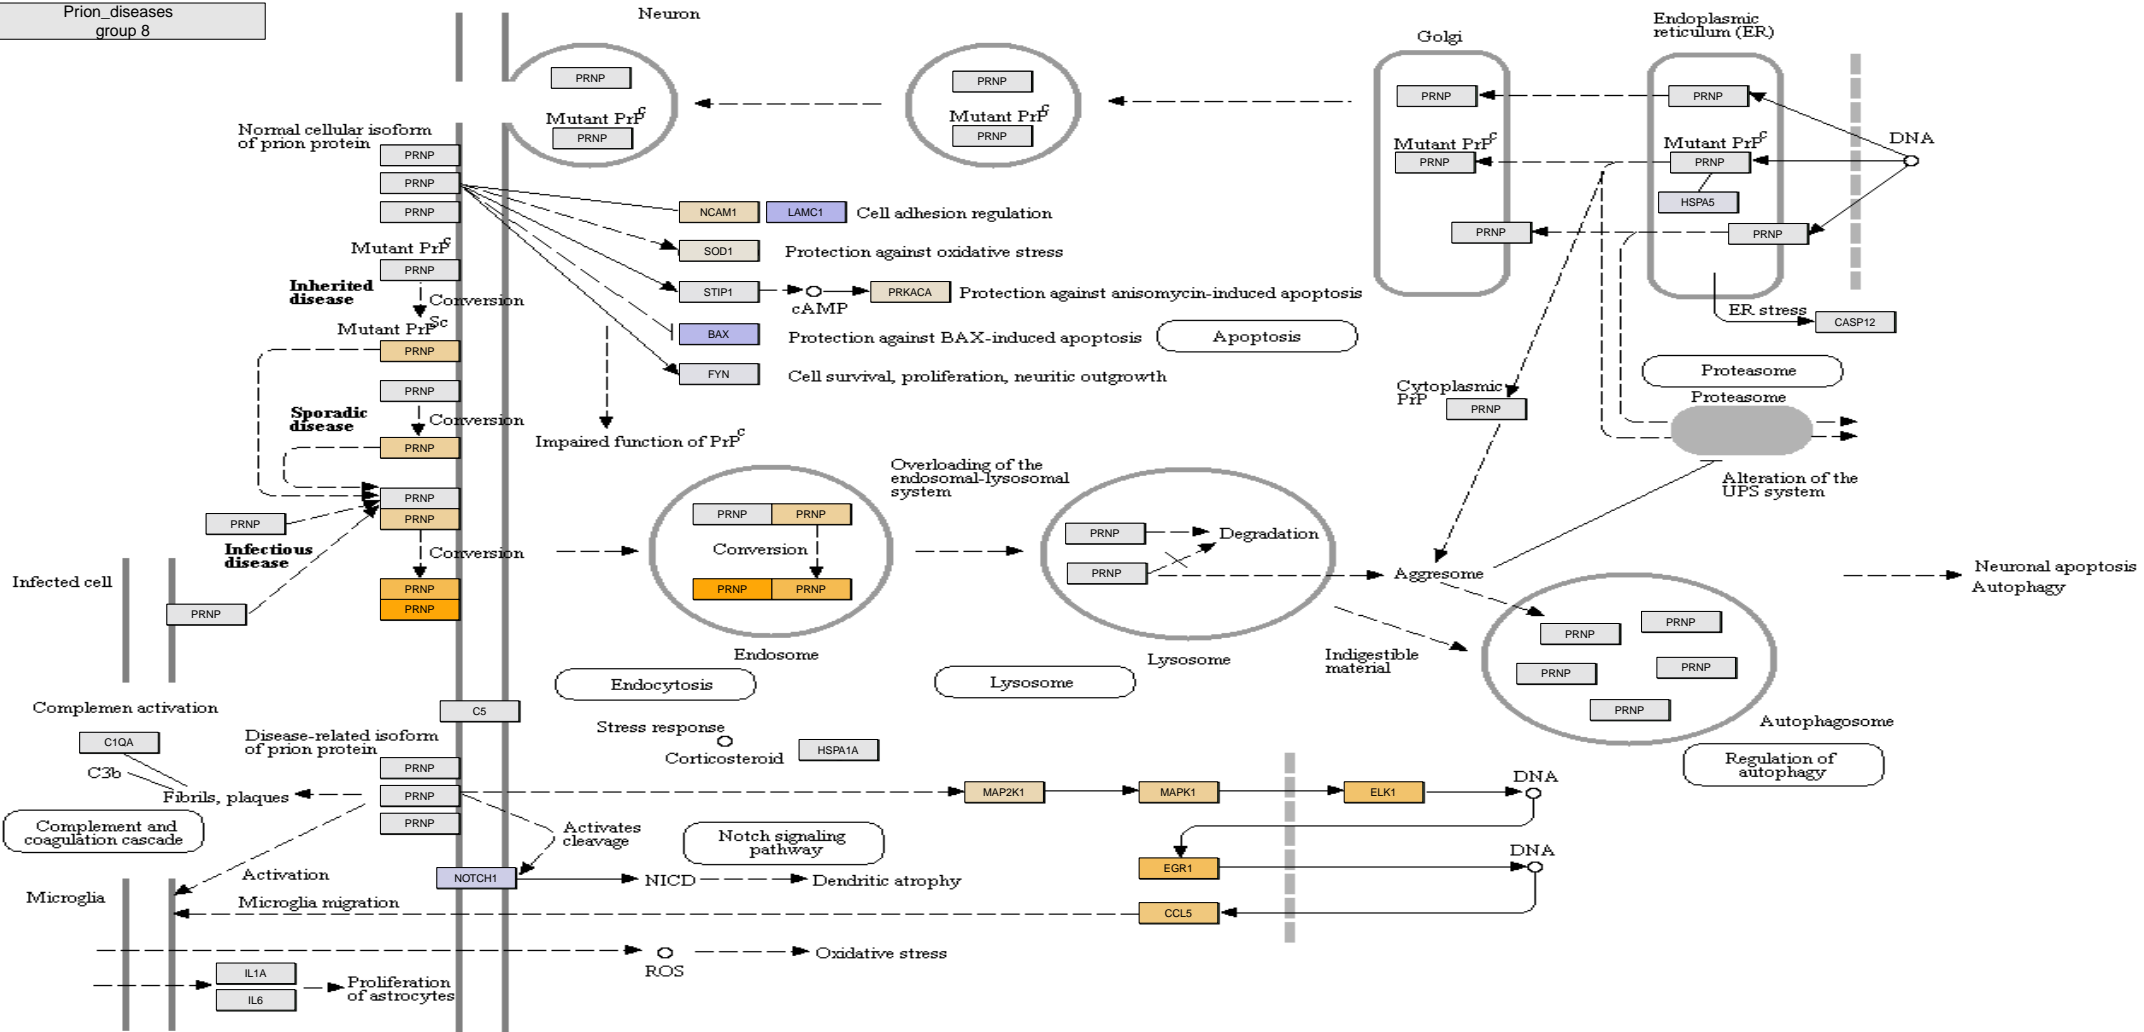 Prion_diseases
group 8
Neuron
Golgi
Endoplasmic
reticulum (ER)
PRNP
Mutant PrP c
PRNP
PRNP
Mutant PrP c
PRNP
PRNP
Mutant PrP c
PRNP
PRNP
PRNP
Mutant PrP c
PRNP
HSPA5
PRNP
DNA
ER stress
CASP12
Normal cellular isoform
of prion protein
PRNP
PRNP
PRNP
NCAM1
LAMC1
Cell adhesion regulation
SOD1
Protection against oxidative stress
STIP1
cAMP
PRKACA
Protection against anisomycin-induced apoptosis
BAX
Protection against BAX-induced apoptosis
Apoptosis
FYN
Cell survival, proliferation, neuritic outgrowth
Impaired function of PrP c
Mutant PrP c
PRNP
Inherited
disease
Conversion
Mutant PrP Sc
PRNP
PRNP
Sporadic
disease
Conversion
PRNP
PRNP
PRNP
PRNP
Infectious
disease
Conversion
PRNP
PRNP
PRNP
Infected cell
Proteasome
Proteasome
Cytoplasmic
PrP
PRNP
Alteration of the
UPS system
Overloading of the
endosomal-lysosomal
system
PRNP
PRNP
Conversion
PRNP
PRNP
Endosome
Endocytosis
PRNP
PRNP
Degradation
Lysosome
Lysosome
Aggresome
Indigestible
material
PRNP
PRNP
PRNP
PRNP
PRNP
Autophagosome
Regulation of
autophagy
Neuronal apoptosis
Autophagy
Complemen activation
C5
C1QA
C3b
Fibrils, plaques
Complement and
coagulation cascade
Disease-related isoform
of prion protein
PRNP
PRNP
PRNP
Stress response
Corticosteroid
HSPA1A
MAP2K1
MAPK1
ELK1
DNA
Activates
cleavage
Notch signaling
pathway
EGR1
DNA
NOTCH1
NICD
Dendritic atrophy
CCL5
Activation
Microglia
Microglia migration
ROS
Oxidative stress
IL1A
IL6
Proliferation
of astrocytes